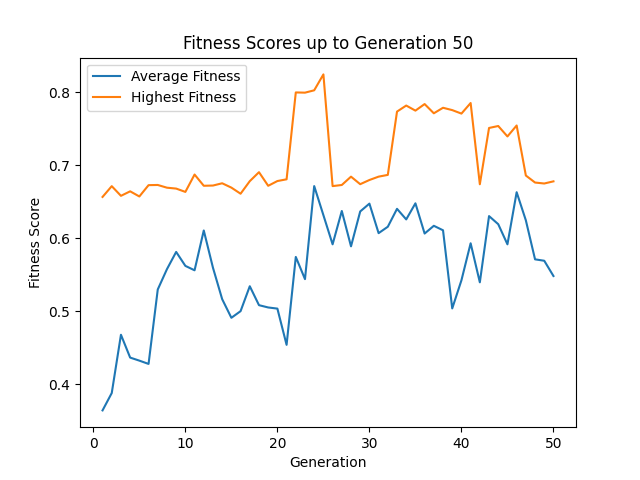 Fitness Scores up to Generation 50
Average Fitness
Highest Fitness
0.8
0.7
0.6
0.5
0.4
Fitness Score
0 10 20 30 40 50
Generation